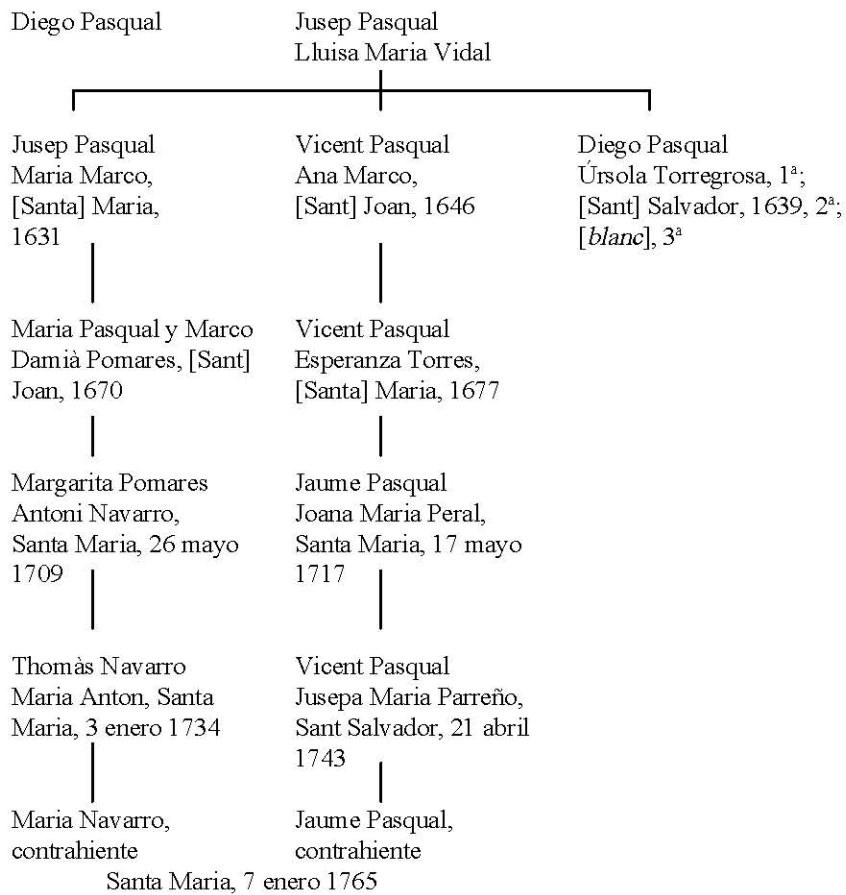 Diego Pasqual
Jusep Pasqual
Lluisa Maria Vidal
Jusep Pasqual
Maria Marco,
[Santa] Maria,
1631
Vicent Pasqual
Ana Marco,
[Sant] Joan, 1646
Diego Pasqual
Úrsola Torregrosa, 1ª;
[Sant] Salvador, 1639, 2ª;
[blanc], 3ª
Maria Pasqual y Marco
Damià Pomares, [Sant]
Joan, 1670
Vicent Pasqual
Esperanza Torres,
[Santa] Maria, 1677
Margarita Pomares
Antoni Navarro,
Santa Maria, 26 mayo
1709
Jaume Pasqual
Joana Maria Peral,
Santa Maria, 17 mayo
1717
Thomàs Navarro
Maria Anton, Santa
Maria, 3 enero 1734
Vicent Pasqual
Jusepa Maria Parreño,
Sant Salvador, 21 abril
1743
Maria Navarro,
contrahiente
Jaume Pasqual,
contrahiente
Santa Maria, 7 enero 1765